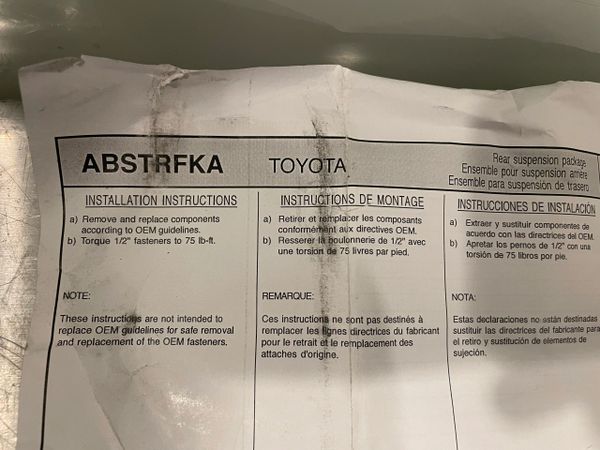 ABSTRFKA TOYOTA
Rear suspension package
Ensemble pour suspension arrière
Ensemble para suspensión de trasero
INSTALLATION INSTRUCTIONS
a) Remove and replace components
according to OEM guidelines.
b) Torque 1/2" fasteners to 75 lb-ft.
NOTE:
These instructions are not intended to
replace OEM guidelines for safe removal
and replacement of the OEM fasteners.
INSTRUCTIONS DE MONTAGE
a) Retirer et remplacer les composants
conformément aux directives OEM.
b) Resserer la boulonnerie de 1/2" avec
une torsion de 75 livres par pied.
REMARQUE:
Ces instructions ne sont pas destinés à
remplacer les lignes directrices du fabricant
pour le retrait et le remplacement des
attaches d'origine.
INSTRUCCIONES DE INSTALACIÓN
a) Extraer y sustituir componentes de
acuerdo con las directrices del OEM.
b) Apretar los pernos de 1/2" con una
torsión de 75 libros por pie.
NOTA:
Estas declaraciones no están destinadas
sustituir las directrices del fabricante para
el retiro y sustitución de elementos de
sujeción.